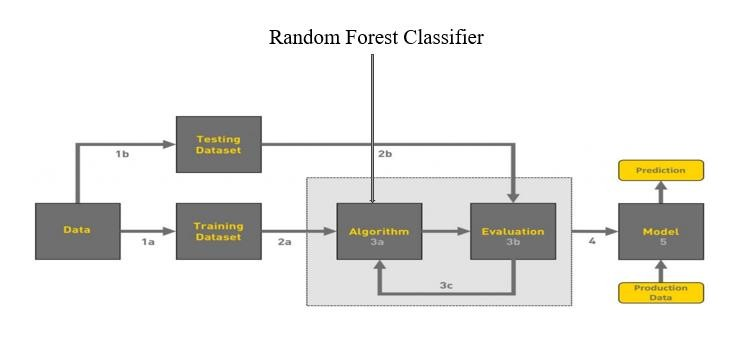 Random Forest Classifier
Testing
Dataset
1b
2b
Prediction
Data
1a
Training
Dataset
2a
Algorithm
3a
Evaluation
3b
4
Model
5
3c
Production
Data